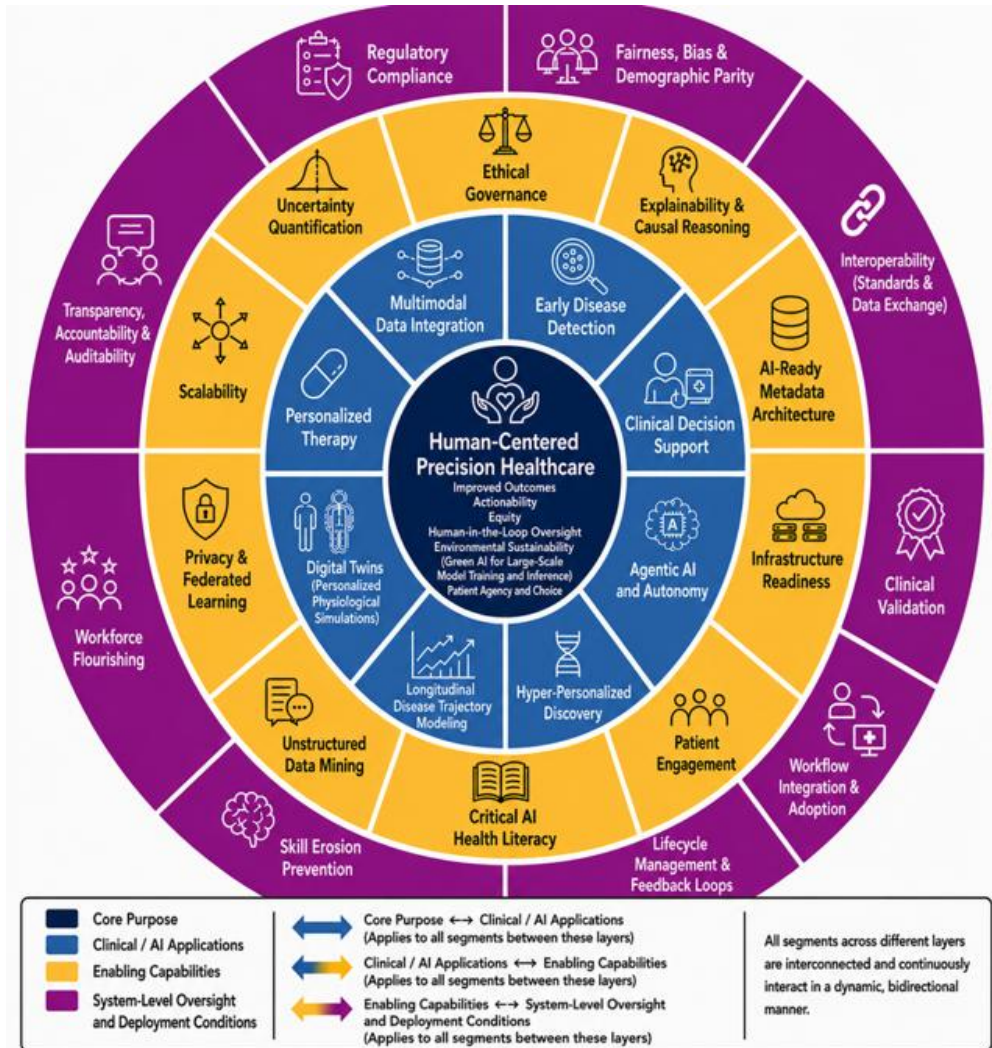 Regulatory
Compliance
Fairness, Bias &
Demographic Parity
Uncertainty
Quantification
Ethical
Governance
Explainability &
Causal Reasoning
Interoperability
(Standards &
Data Exchange)
Transparency,
Accountability &
Auditability
Scalability
Multimodal
Data Integration
Early Disease
Detection
AI-Ready
Metadata
Architecture
Personalized
Therapy
Clinical Decision
Support
Human-Centered
Precision Healthcare
Improved Outcomes
Actionability
Equity
Human-in-the-Loop Oversight
Environmental Sustainability
(Green AI for Large-Scale
Model Training and Inference)
Patient Agency and Choice
Workforce
Flourishing
Privacy &
Federated
Learning
Digital Twins
(Personalized
Physiological
Simulations)
A
Agentic AI
and Autonomy
Infrastructure
Readiness
Clinical
Validation
Longitudinal
Disease Trajectory
Modeling
Hyper-Personalized
Discovery
Unstructured
Data Mining
Critical AI
Health Literacy
Patient
Engagement
Workflow
Integration &
Adoption
Skill Erosion
Prevention
Lifecycle
Management &
Feedback Loops
Core Purpose
Clinical / AI Applications
Enabling Capabilities
System-Level Oversight
and Deployment Conditions
Core Purpose ↔ Clinical / AI Applications
(Applies to all segments between these layers)
Clinical / AI Applications ↔ Enabling Capabilities
(Applies to all segments between these layers)
Enabling Capabilities ↔ System-Level Oversight
and Deployment Conditions
(Applies to all segments between these layers)
All segments across different layers
are interconnected and continuously
interact in a dynamic, bidirectional
manner.